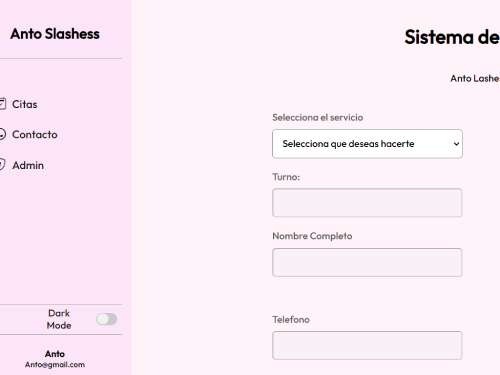 Anto Slashess
Citas
Contacto
Admin
Dark
Mode
Anto
Anto@gmail.com
Sistema de
Anto Lashe
Selecciona el servicio
Selecciona que deseas hacerte
Turno:
Nombre Completo
Telefono